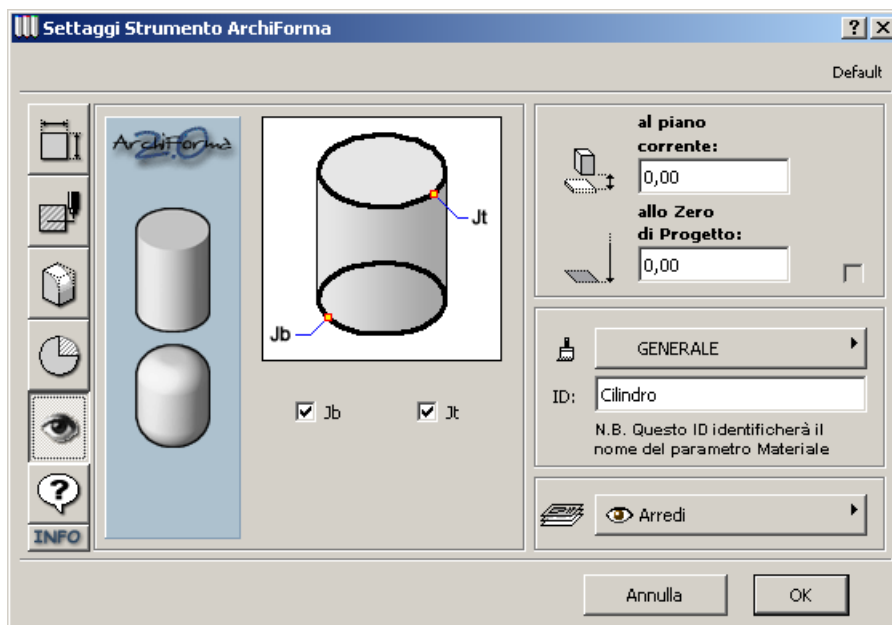 Settaggi Strumento ArchiForma
Default
ArchiForma
2.0
Jt
Jb
Jb
Jt
al piano
corrente:
0,00
allo Zero
di Progetto:
0,00
GENERALE
ID:
Cilindro
N.B. Questo ID identificherà il
nome del parametro Materiale
Arredi
INFO
Annulla
OK